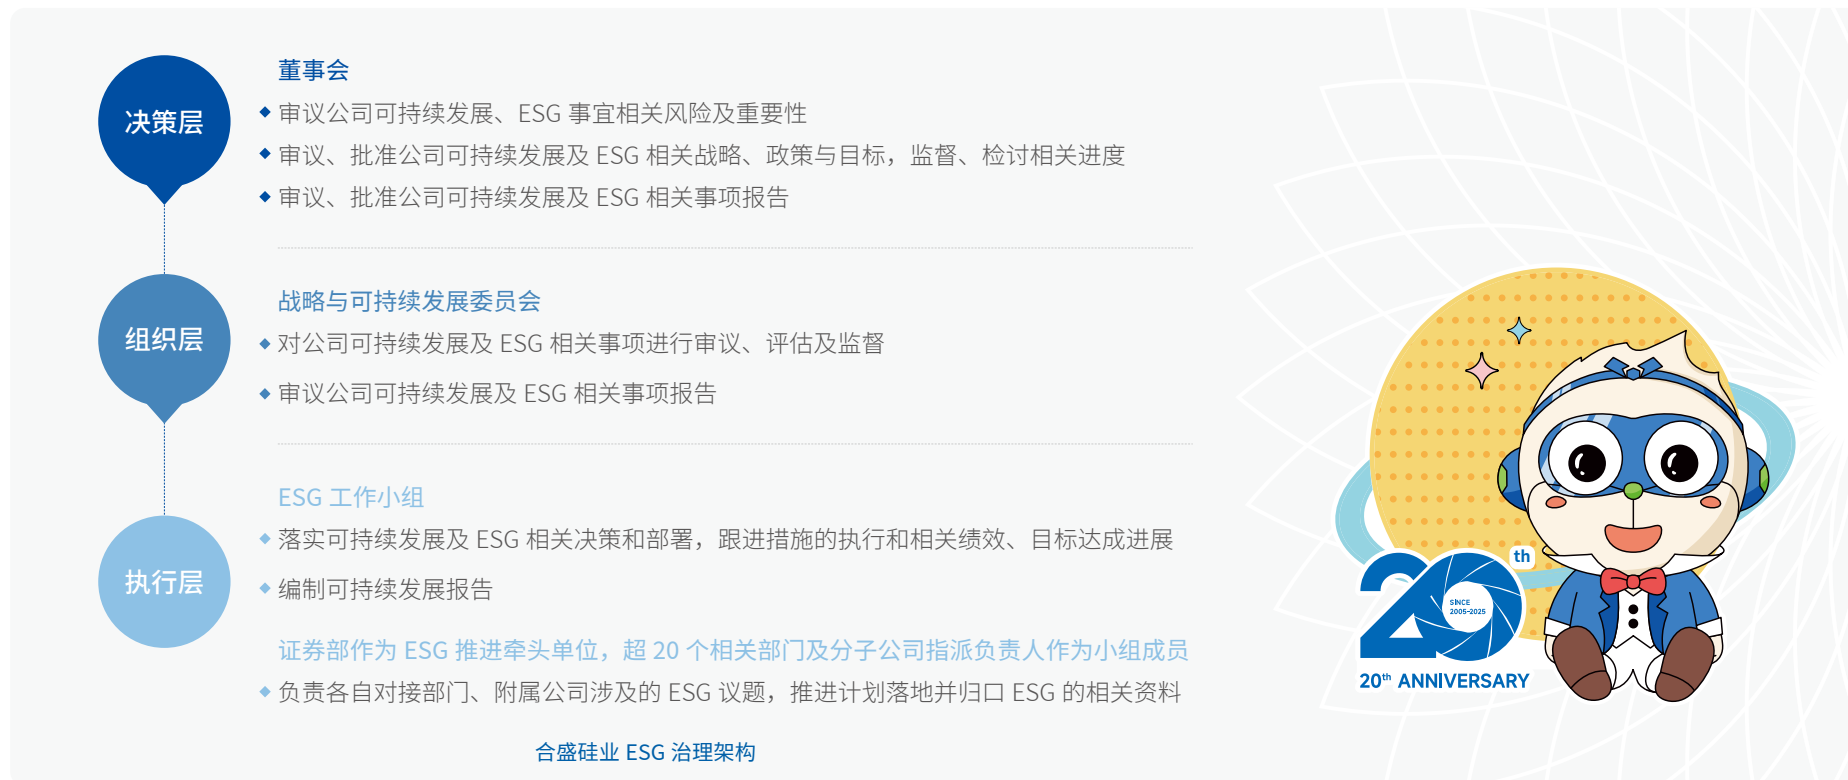 决策层
董事会
审议公司可持续发展、ESG 事宜相关风险及重要性
审议、批准公司可持续发展及 ESG 相关战略、政策与目标，监督、检讨相关进度
审议、批准公司可持续发展及 ESG 相关事项报告
组织层
战略与可持续发展委员会
对公司可持续发展及 ESG 相关事项进行审议、评估及监督
审议公司可持续发展及 ESG 相关事项报告
执行层
ESG 工作小组
落实可持续发展及 ESG 相关决策和部署，跟进措施的执行和相关绩效、目标达成进展
编制可持续发展报告
证券部作为 ESG 推进牵头单位，超 20 个相关部门及分子公司指派负责人作为小组成员
负责各自对接部门、附属公司涉及的 ESG 议题，推进计划落地并归口 ESG 的相关资料
合盛硅业 ESG 治理架构
20th
SINCE
2005-2025
20th ANNIVERSARY